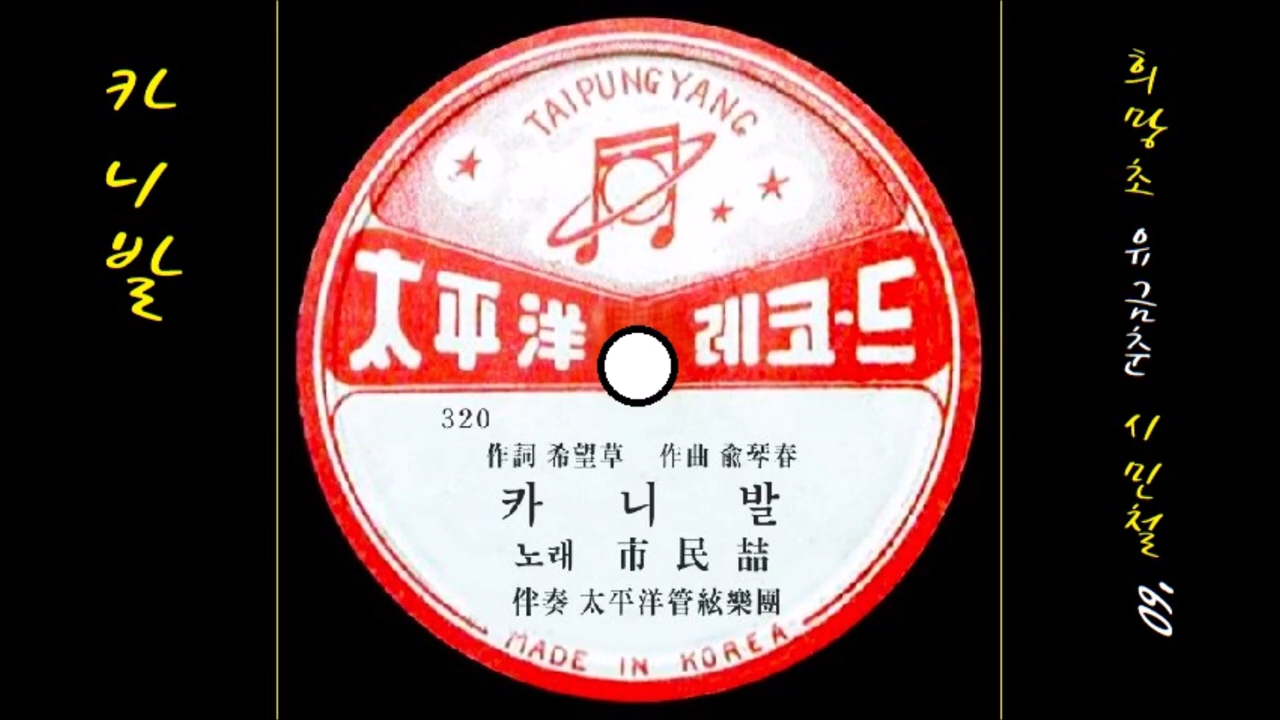 카니발
TAIPUNGYANG
太平洋 레코-드
320
作詞 希望草 作曲 兪琴春
카니발
노래 市民喆
伴奏 太平洋管絃樂團
MADE IN KOREA
희망초 유금춘 시민철 '60